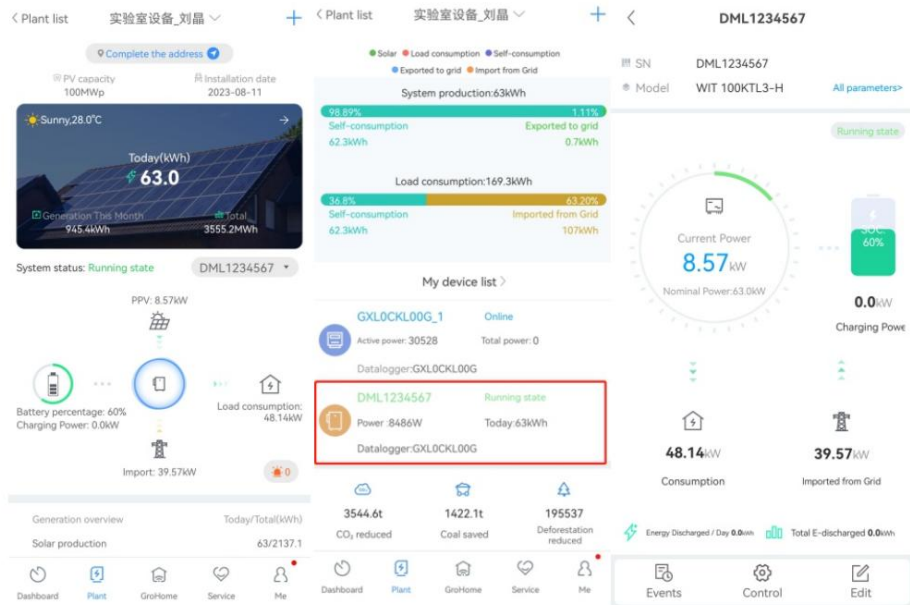 Plant list
实验室设备_刘晶
Complete the address
PV capacity
Installation date
100MWp
2023-08-11
Sunny,28.0℃
Today(kWh)
63.0
Generation This Month
Total
945.4kWh
3555.2MWh
System status: Running state
DML1234567
PPV: 8.57kW
Battery percentage: 60%
Charging Power: 0.0kW
Load consumption:
48.14kW
Import: 39.57kW
0
Generation overview
Today/Total(kWh)
Solar production
63/2137.1
Dashboard
Plant
GroHome
Service
Me
Plant list
实验室设备_刘晶
Solar
Load consumption
Self-consumption
Exported to grid
Import from Grid
System production:63kWh
98.89%
1.11%
Self-consumption
Exported to grid
62.3kWh
0.7kWh
Load consumption:169.3kWh
36.8%
63.20%
Self-consumption
Imported from Grid
62.3kWh
107kWh
My device list
GXL0CKL00G_1
Online
Active power: 30528
Total power: 0
Datalogger:GXL0CKL00G
DML1234567
Running state
Power :8486W
Today:63kWh
Datalogger:GXL0CKL00G
3544.6t
1422.1t
195537
CO₂ reduced
Coal saved
Deforestation
reduced
Dashboard
Plant
GroHome
Service
Me
DML1234567
SN
DML1234567
Model
WIT 100KTL3-H
All parameters>
Running state
Current Power
8.57kW
Nominal Power:63.0kW
SOC:
60%
0.0kW
Charging Powe
48.14kW
Consumption
39.57kW
Imported from Grid
Energy Discharged / Day 0.0kWh
Total E-discharged 0.0kWh
Events
Control
Edit